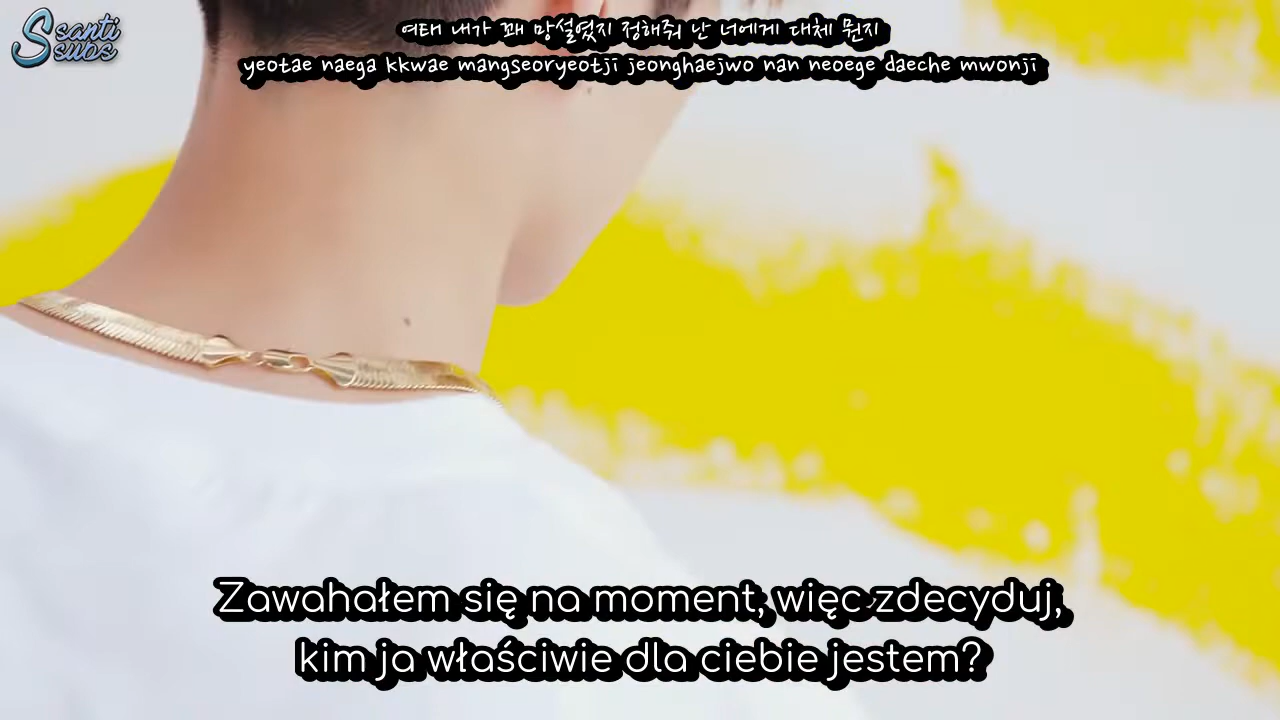 Ssanti
subs
여태 내가 꽤 망설였지 정해줘 난 너에게 대체 뭔지
yeotae naega kkwae mangseoryeotji jeonghaejwo nan neoege daeche mwonji
Zawahałem się na moment, więc zdecyduj,
kim ja właściwie dla ciebie jestem?